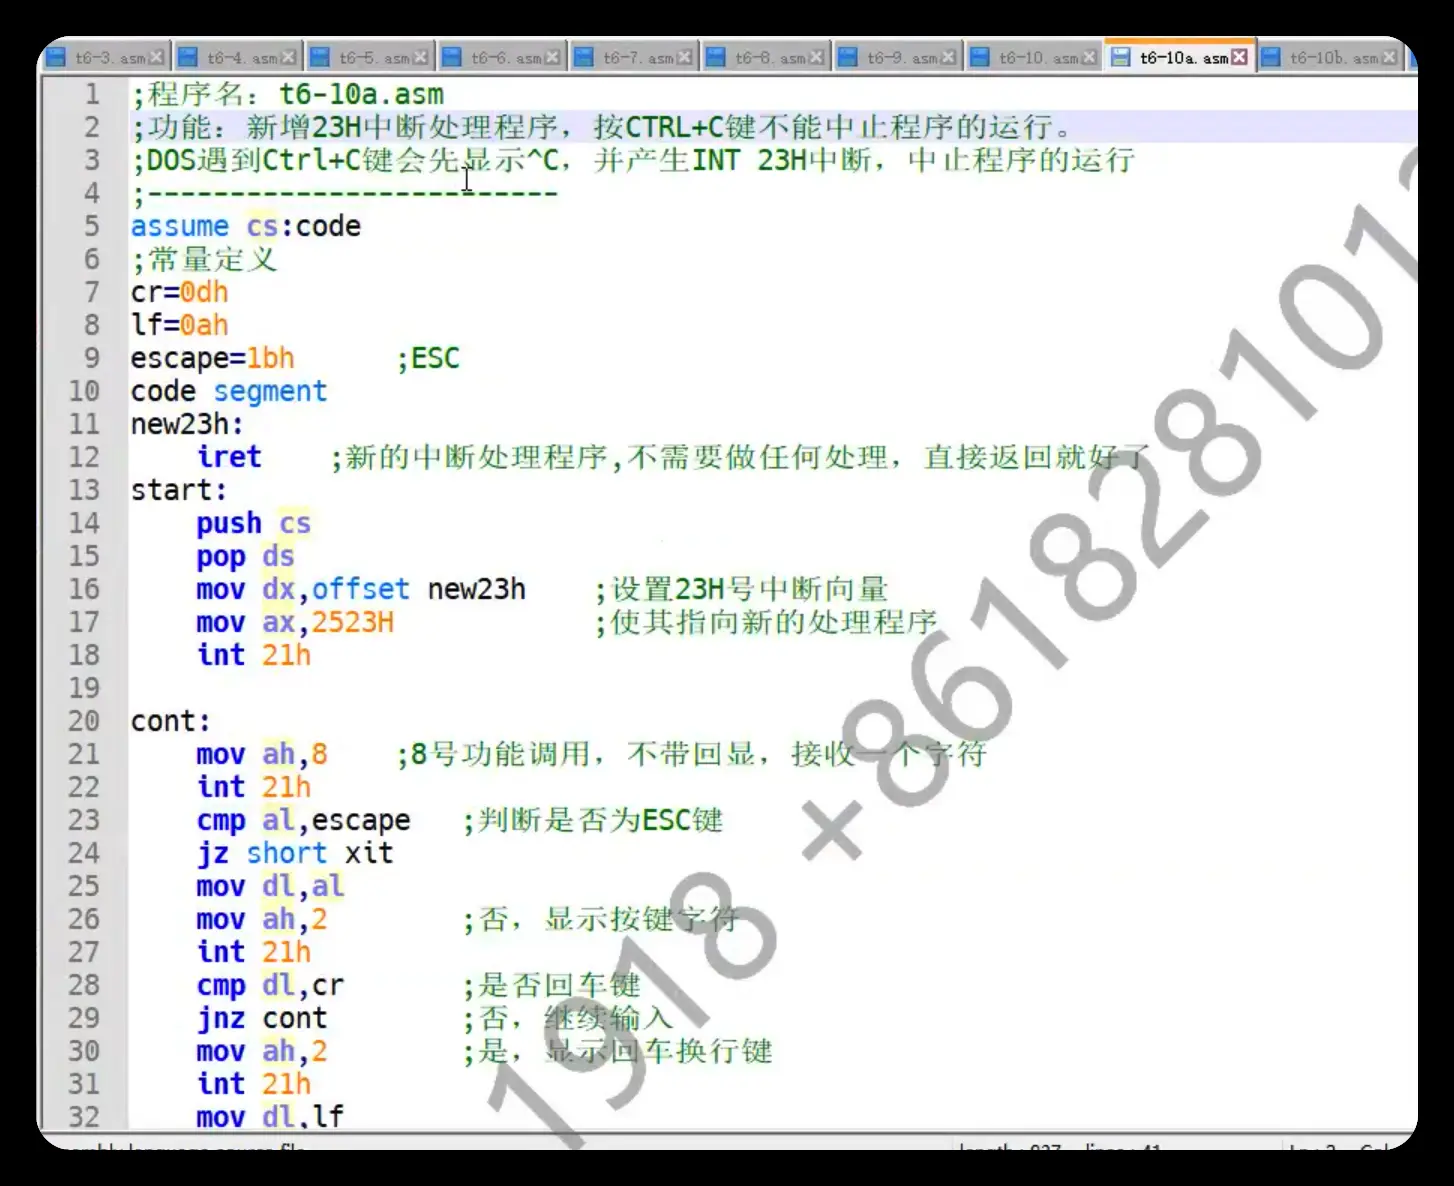 t6-3.asm t6-4.asm t6-5.asm t6-6.asm t6-7.asm t6-8.asm t6-9.asm t6-10.asm t6-10a.asm t6-10b.asm
1 ;程序名：t6-10a.asm
2 ;功能：新增23H中断处理程序，按CTRL+C键不能中止程序的运行。
3 ;DOS遇到Ctrl+C键会先显示^C，并产生INT 23H中断，中止程序的运行
4 ;-------------------------
5 assume cs:code
6 ;常量定义
7 cr=0dh
8 lf=0ah
9 escape=1bh ;ESC
10 code segment
11 new23h:
12 iret ;新的中断处理程序,不需要做任何处理，直接返回就好了
13 start:
14 push cs
15 pop ds
16 mov dx,offset new23h ;设置23H号中断向量
17 mov ax,2523H ;使其指向新的处理程序
18 int 21h
19
20 cont:
21 mov ah,8 ;8号功能调用，不带回显，接收一个字符
22 int 21h
23 cmp al,escape ;判断是否为ESC键
24 jz short xit
25 mov dl,al
26 mov ah,2 ;否，显示按键字符
27 int 21h
28 cmp dl,cr ;是否回车键
29 jnz cont ;否，继续输入
30 mov ah,2 ;是，显示回车换行键
31 int 21h
32 mov dl,lf
1918 +861828101